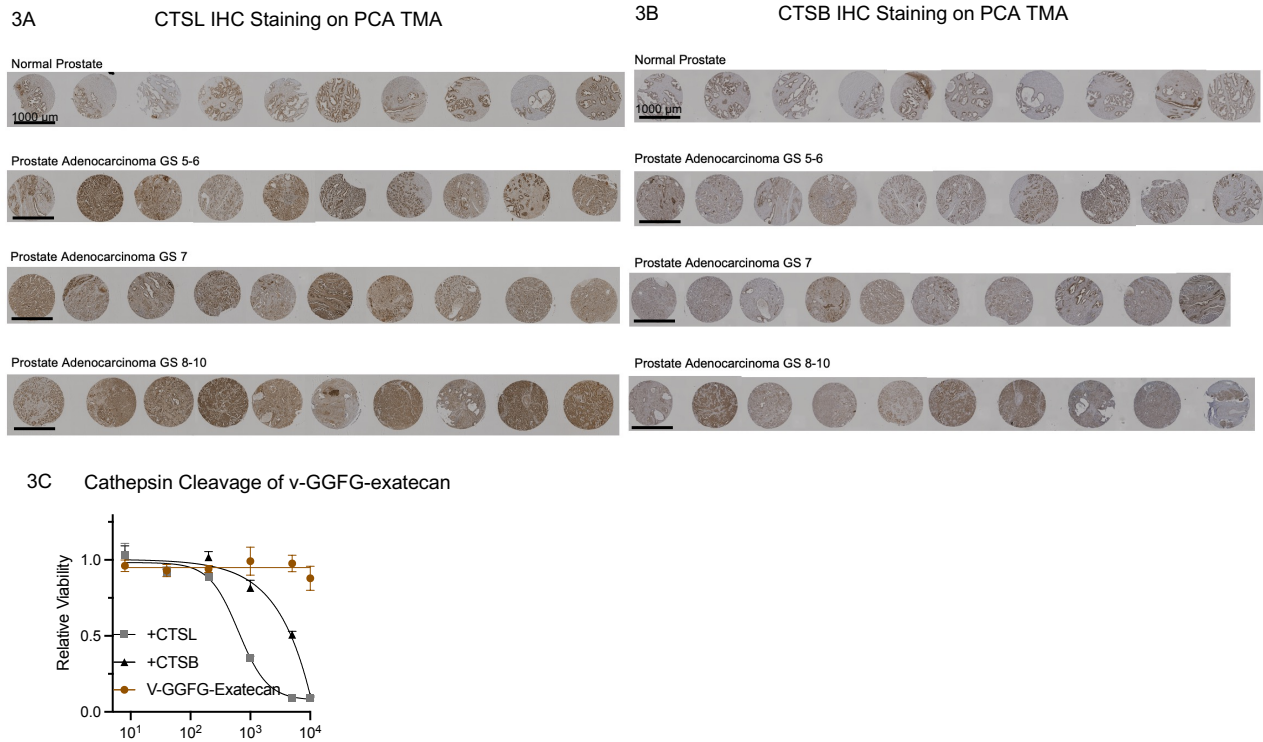 3A CTSL IHC Staining on PCA TMA
Normal Prostate
1000 µm
Prostate Adenocarcinoma GS 5-6
Prostate Adenocarcinoma GS 7
Prostate Adenocarcinoma GS 8-10
3B CTSB IHC Staining on PCA TMA
Normal Prostate
1000 µm
Prostate Adenocarcinoma GS 5-6
Prostate Adenocarcinoma GS 7
Prostate Adenocarcinoma GS 8-10
3C Cathepsin Cleavage of v-GGFG-exatecan
Relative Viability
1.0
0.5
0.0
+CTSL
+CTSB
V-GGFG-Exatecan
10¹ 10² 10³ 10⁴